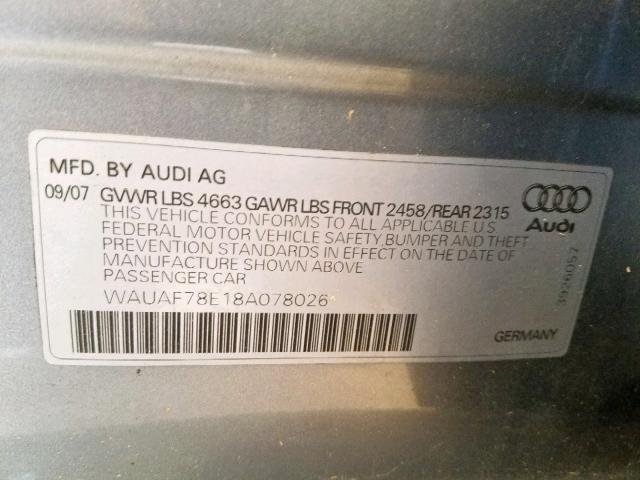 MFD. BY AUDI AG
09/07 GVWR LBS 4663 GAWR LBS FRONT 2458/REAR 2315
THIS VEHICLE CONFORMS TO ALL APPLICABLE U.S
FEDERAL MOTOR VEHICLE SAFETY, BUMPER AND THEFT
PREVENTION STANDARDS IN EFFECT ON THE DATE OF
MANUFACTURE SHOWN ABOVE
PASSENGER CAR
WAUAF78E18A078026
Audi
3926057
GERMANY